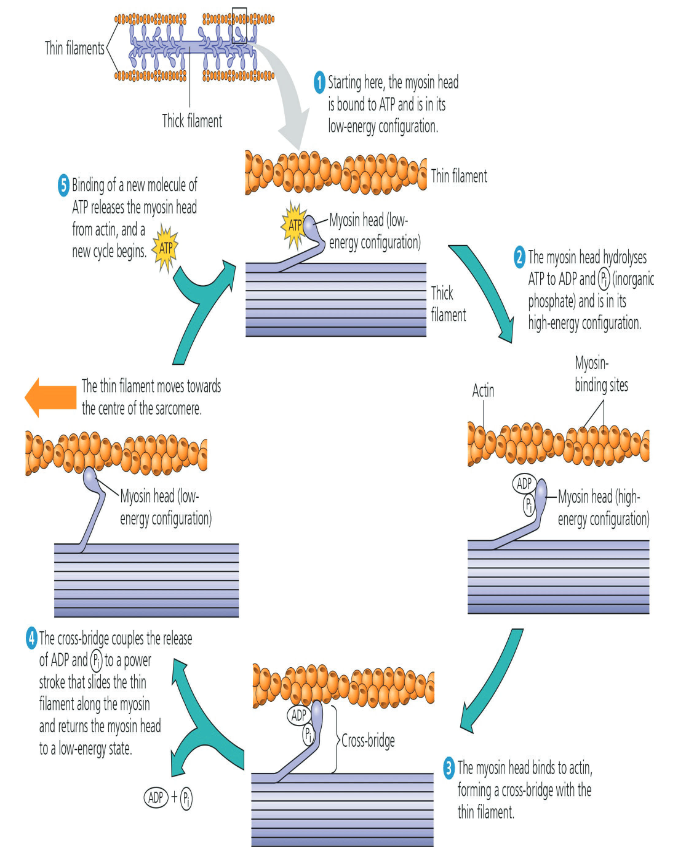 Thin filaments
Thick filament
1 Starting here, the myosin head
is bound to ATP and is in its
low-energy configuration.
Thin filament
5 Binding of a new molecule of
ATP releases the myosin head
from actin, and a
new cycle begins.
ATP
ATP
Myosin head (low-
energy configuration)
Thick
filament
2 The myosin head hydrolyses
ATP to ADP and Pi (inorganic
phosphate) and is in its
high-energy configuration.
The thin filament moves towards
the centre of the sarcomere.
Myosin head (low-
energy configuration)
Actin
Myosin-
binding sites
ADP
Pi
Myosin head (high-
energy configuration)
4 The cross-bridge couples the release
of ADP and Pi to a power
stroke that slides the thin
filament along the myosin
and returns the myosin head
to a low-energy state.
ADP + Pi
ADP
Pi
Cross-bridge
3 The myosin head binds to actin,
forming a cross-bridge with the
thin filament.